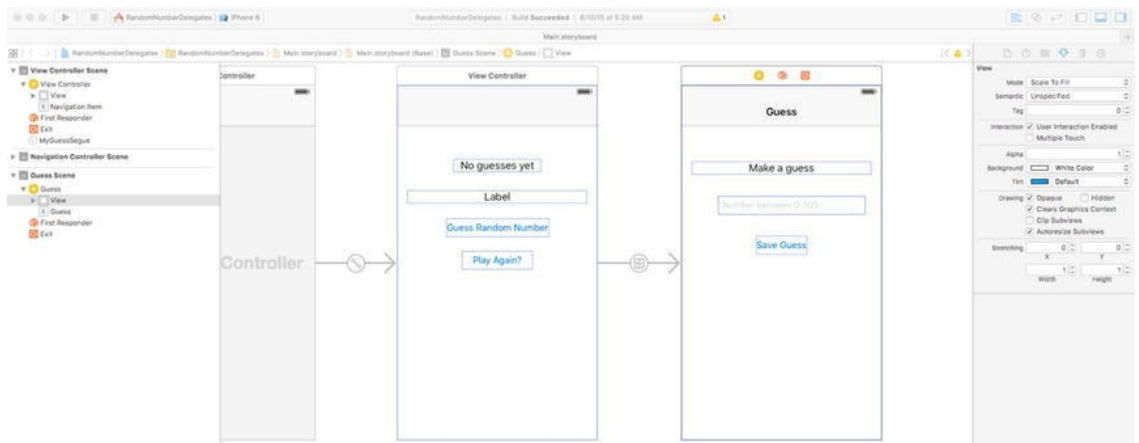 RandomNumberDelegates iPhone 6
RandomNumberDelegates Build Succeeded 6/10/15 at 5:25 AM
Main.storyboard
RandomNumberDelegates RandomNumberDelegates Main.storyboard Main.storyboard (Base) Guess Scene Guess View
View Controller Scene
View Controller
View
Navigation Item
First Responder
Exit
MyGuessSegue
Navigation Controller Scene
Guess Scene
Guess
View
Guess
First Responder
Exit
Controller
Controller
View Controller
No guesses yet
Label
Guess Random Number
Play Again?
Guess
Make a guess
Number between 0-100
Save Guess
View
Mode Scale To Fill
Semantic Unspecified
Tag 0
Interaction User Interaction Enabled
Multiple Touch
Alpha 1
Background White Color
Tint Default
Drawing Opaque Hidden
Clears Graphics Context
Clip Subviews
Autoresize Subviews
Stretching 0 0
X Y
1 1
Width Height